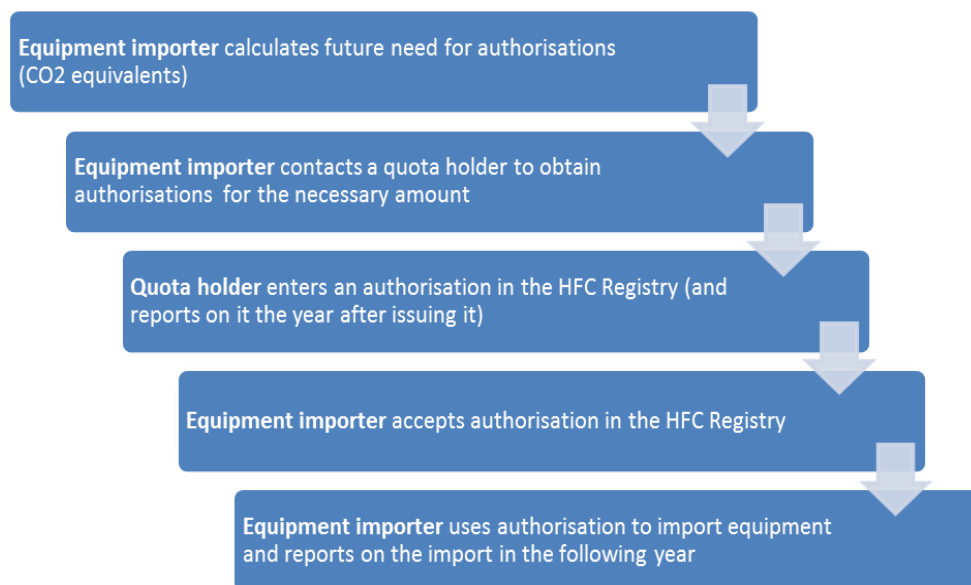 Equipment importer calculates future need for authorisations
(CO2 equivalents)
Equipment importer contacts a quota holder to obtain
authorisations for the necessary amount
Quota holder enters an authorisation in the HFC Registry (and
reports on it the year after issuing it)
Equipment importer accepts authorisation in the HFC Registry
Equipment importer uses authorisation to import equipment
and reports on the import in the following year